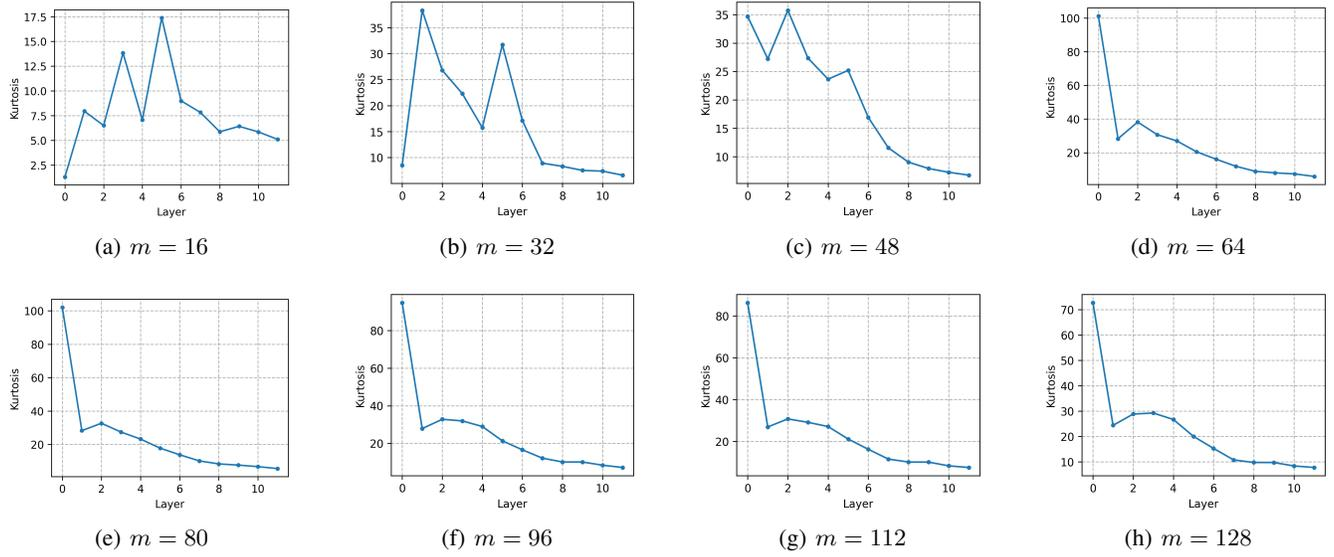 17.5
15.0
12.5
10.0
7.5
5.0
2.5
Kurtosis
0 2 4 6 8 10
Layer
(a) m = 16
35
30
25
20
15
10
Kurtosis
0 2 4 6 8 10
Layer
(b) m = 32
35
30
25
20
15
10
Kurtosis
0 2 4 6 8 10
Layer
(c) m = 48
100
80
60
40
20
Kurtosis
0 2 4 6 8 10
Layer
(d) m = 64
100
80
60
40
20
Kurtosis
0 2 4 6 8 10
Layer
(e) m = 80
80
60
40
20
Kurtosis
0 2 4 6 8 10
Layer
(f) m = 96
80
60
40
20
Kurtosis
0 2 4 6 8 10
Layer
(g) m = 112
70
60
50
40
30
20
10
Kurtosis
0 2 4 6 8 10
Layer
(h) m = 128